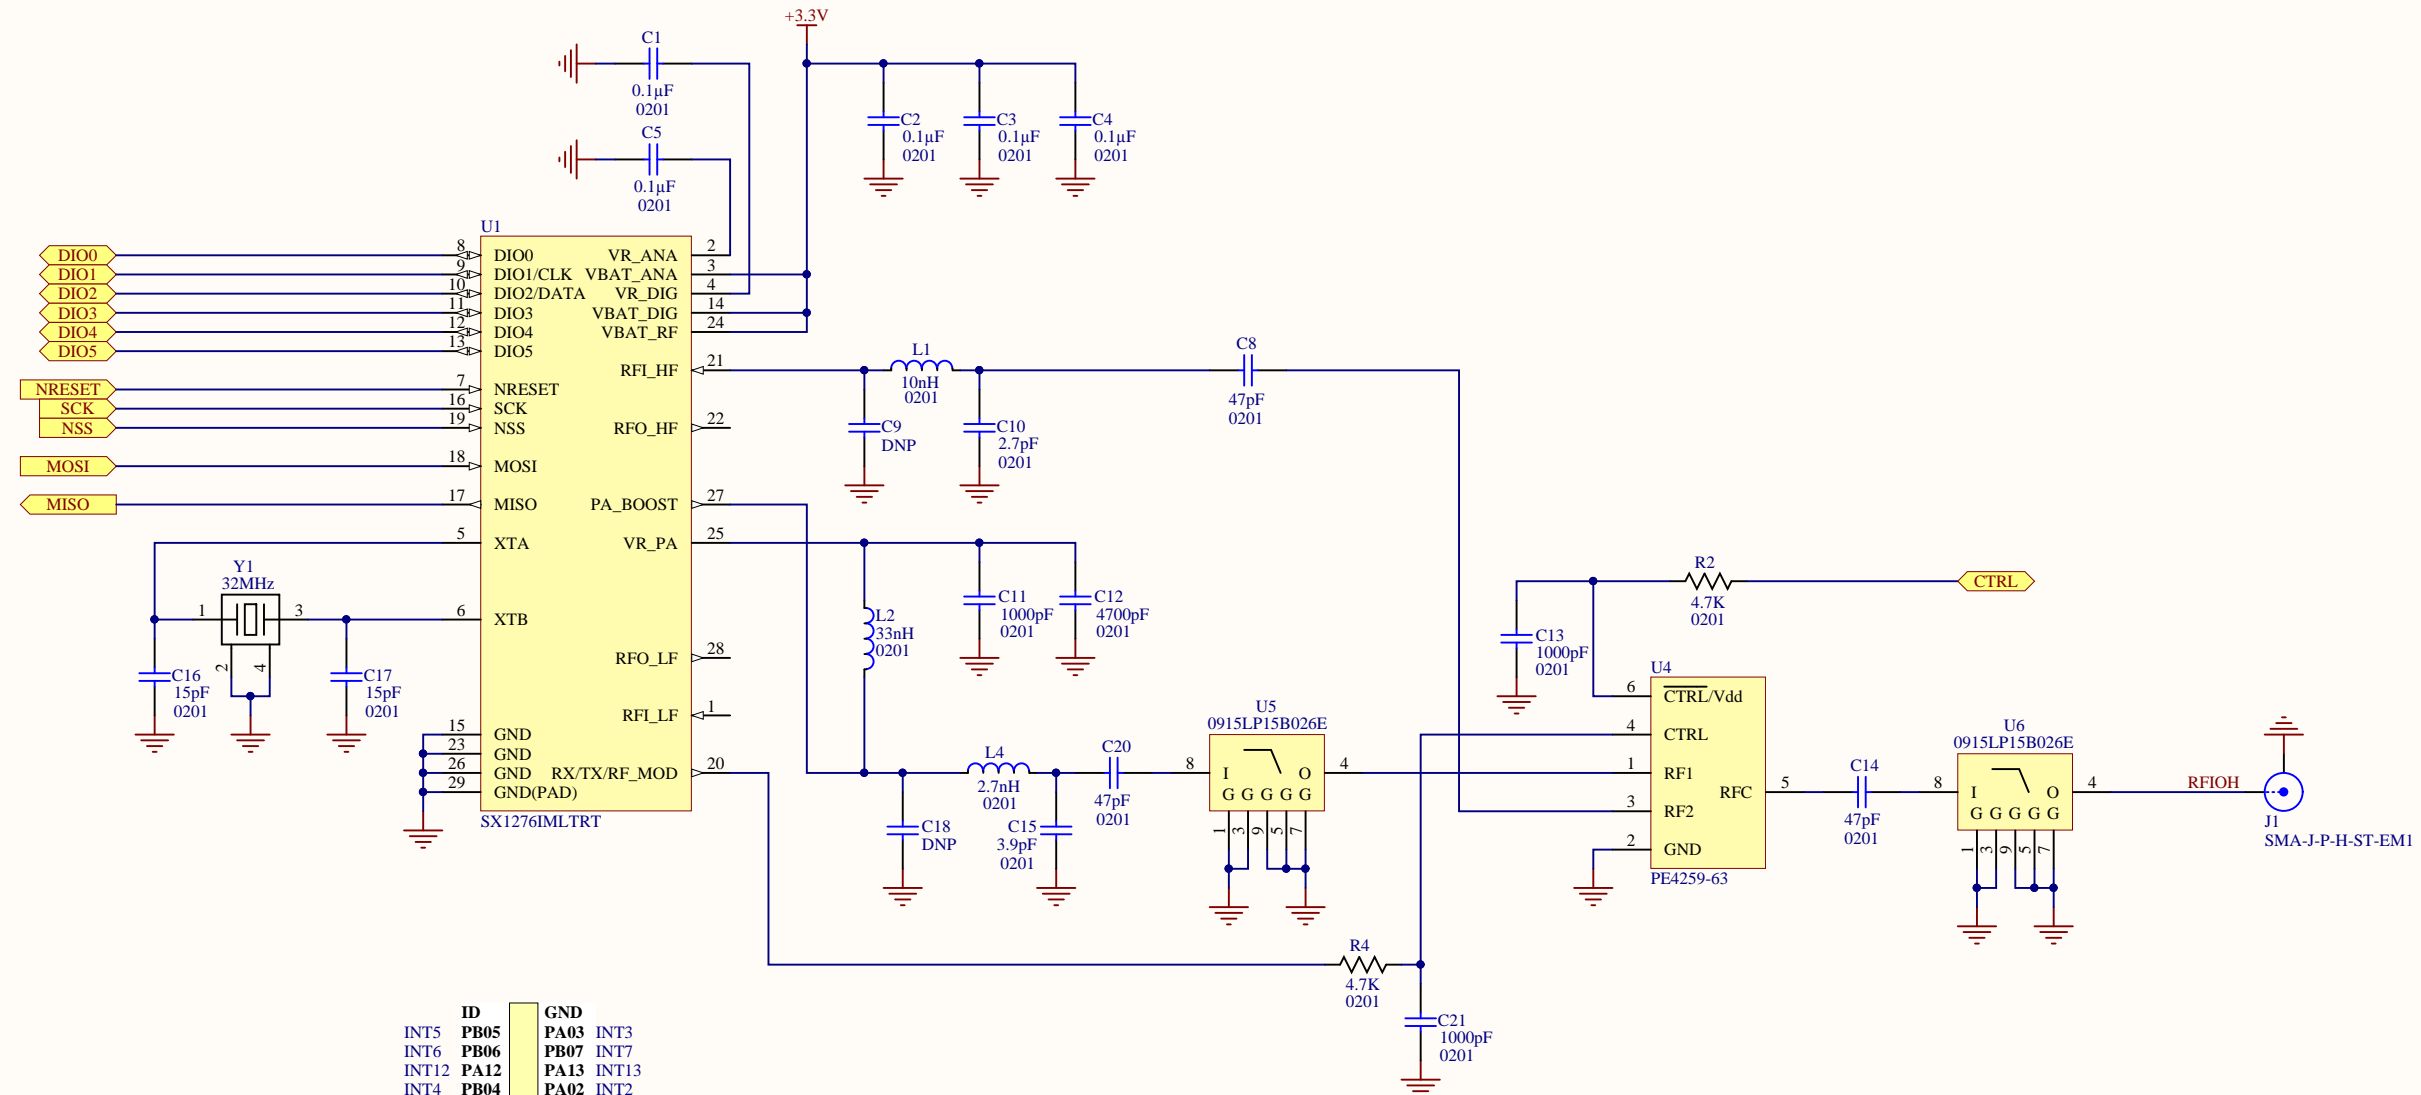 +3.3V
C1
0.1µF
0201
C5
0.1µF
0201
C2
0.1µF
0201
C3
0.1µF
0201
C4
0.1µF
0201
U1
DIO0
8
DIO0
VR_ANA
2
DIO1
9
DIO1/CLK
VBAT_ANA
3
DIO2
10
DIO2/DATA
VR_DIG
4
DIO3
11
DIO3
VBAT_DIG
14
DIO4
12
DIO4
VBAT_RF
24
DIO5
13
DIO5
RFI_HF
21
NRESET
7
NRESET
SCK
16
SCK
NSS
19
NSS
RFO_HF
22
MOSI
18
MOSI
MISO
17
MISO
PA_BOOST
27
5
XTA
VR_PA
25
6
XTB
RFO_LF
28
RFI_LF
1
15
GND
23
GND
26
GND
RX/TX/RF_MOD
20
29
GND(PAD)
SX1276IMLTRT
Y1
32MHz
1
3
2
4
C16
15pF
0201
C17
15pF
0201
L1
10nH
0201
C9
DNP
C10
2.7pF
0201
C8
47pF
0201
L2
33nH
0201
C11
1000pF
0201
C12
4700pF
0201
L4
2.7nH
0201
C18
DNP
C15
3.9pF
0201
C20
47pF
0201
U5
0915LP15B026E
8
I
O
4
G G G G G
1
3
9
5
7
R2
4.7K
0201
CTRL
C13
1000pF
0201
U4
6
CTRL/Vdd
4
CTRL
1
RF1
RFC
5
3
RF2
2
GND
PE4259-63
C14
47pF
0201
U6
0915LP15B026E
8
I
O
4
G G G G G
1
3
9
5
7
RFIOH
J1
SMA-J-P-H-ST-EM1
R4
4.7K
0201
C21
1000pF
0201
ID GND
INT5 PB05 PA03 INT3
INT6 PB06 PB07 INT7
INT12 PA12 PA13 INT13
INT4 PB04 PA02 INT2